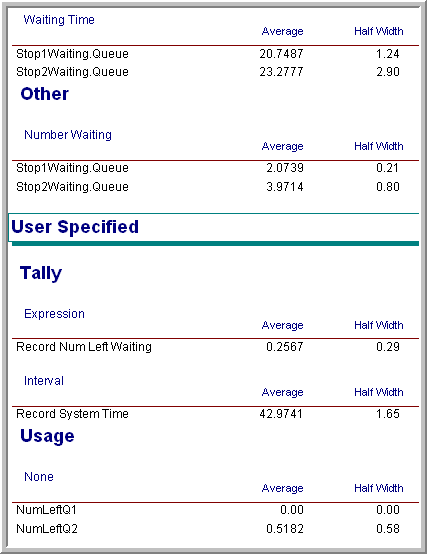 Waiting Time
Average Half Width
Stop1Waiting.Queue 20.7487 1.24
Stop2Waiting.Queue 23.2777 2.90
Other
Number Waiting
Average Half Width
Stop1Waiting.Queue 2.0739 0.21
Stop2Waiting.Queue 3.9714 0.80
User Specified
Tally
Expression
Average Half Width
Record Num Left Waiting 0.2567 0.29
Interval
Average Half Width
Record System Time 42.9741 1.65
Usage
None
Average Half Width
NumLeftQ1 0.00 0.00
NumLeftQ2 0.5182 0.58